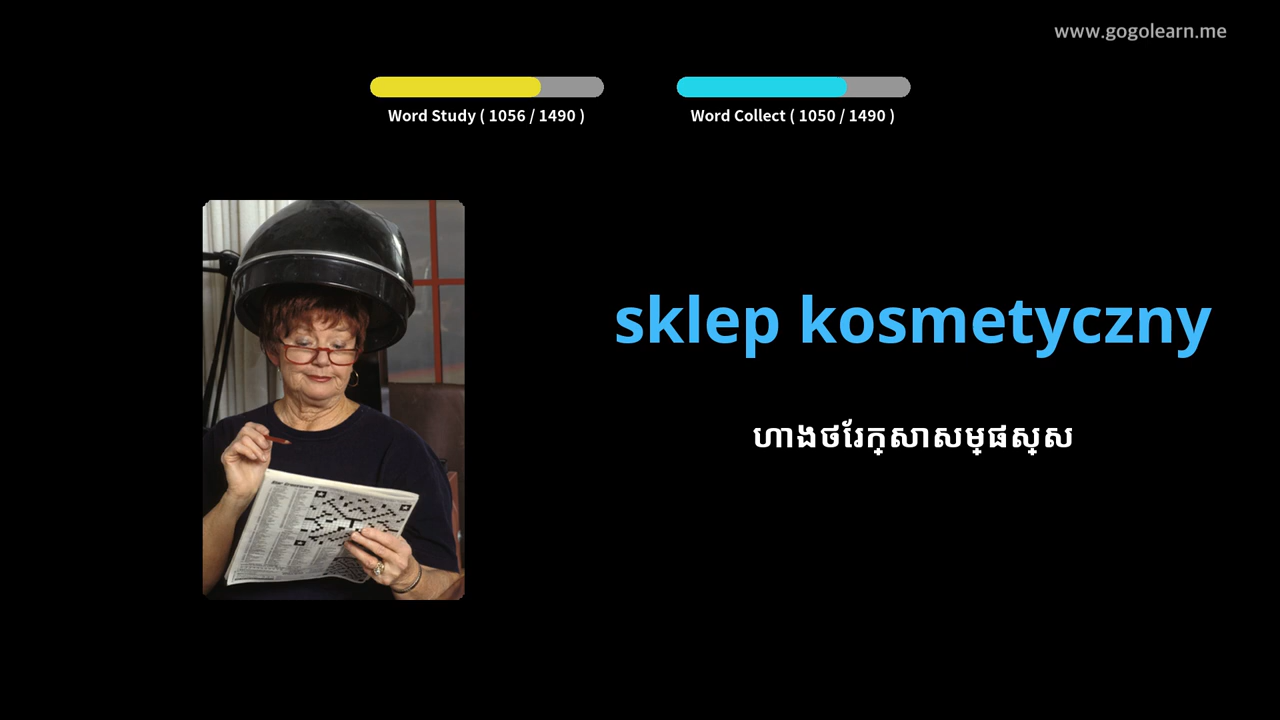 www.gogolearn.me
Word Study ( 1056 / 1490 )
Word Collect ( 1050 / 1490 )
sklep kosmetyczny
ហាងថរែរក្សាសម្ផស្ស